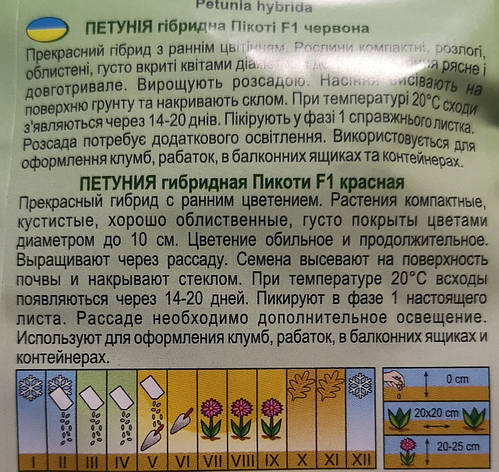 Petunia hybrida
ПЕТУНІЯ гібридна Пікоті F1 червона
Прекрасний гібрид з раннім цвітінням. Рослини компактні, розлогі,
облистені, густо вкриті квітами
довготривале. Вирощують розсадою. Насіння висівають на
поверхню грунту та накривають склом. При температурі 20°С сходи
з'являються через 14-20 днів. Пікірують у фазі 1 справжнього листка.
Розсада потребує додаткового освітлення. Використовується для
оформлення клумб, рабаток, в балконних ящиках та контейнерах.
ПЕТУНИЯ гибридная Пикоти F1 красная
Прекрасный гибрид с ранним цветением. Растения компактные,
кустистые, хорошо облиственные, густо покрыты цветами
диаметром до 10 см. Цветение обильное и продолжительное.
Выращивают через рассаду. Семена высевают на поверхность
почвы и накрывают стеклом. При температуре 20°С всходы
появляются через 14-20 дней. Пикируют в фазе 1 настоящего
листа. Рассаде необходимо дополнительное освещение.
Используют для оформления клумб, рабаток, в балконных ящиках и
контейнерах.
0 cm
20x20 cm
20-25 cm
I II III IV V VI VII VIII IX X XI XII